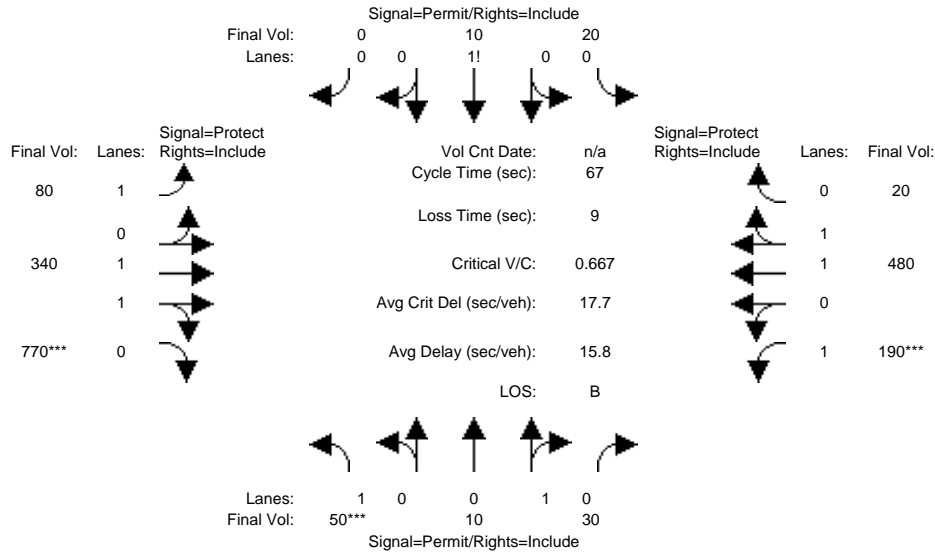 Signal=Permit/Rights=Include
Final Vol: 0 10 20
Lanes: 0 0 1! 0 0
Signal=Protect Signal=Protect
Final Vol: Lanes: Rights=Include Vol Cnt Date: n/a Rights=Include Lanes: Final Vol:
Cycle Time (sec): 67
80 1 0 20
Loss Time (sec): 9
0 1
340 1 Critical V/C: 0.667 1 480
1 Avg Crit Del (sec/veh): 17.7 0
770*** 0 Avg Delay (sec/veh): 15.8 1 190***
LOS: B
Lanes: 1 0 0 1 0
Final Vol: 50*** 10 30
Signal=Permit/Rights=Include